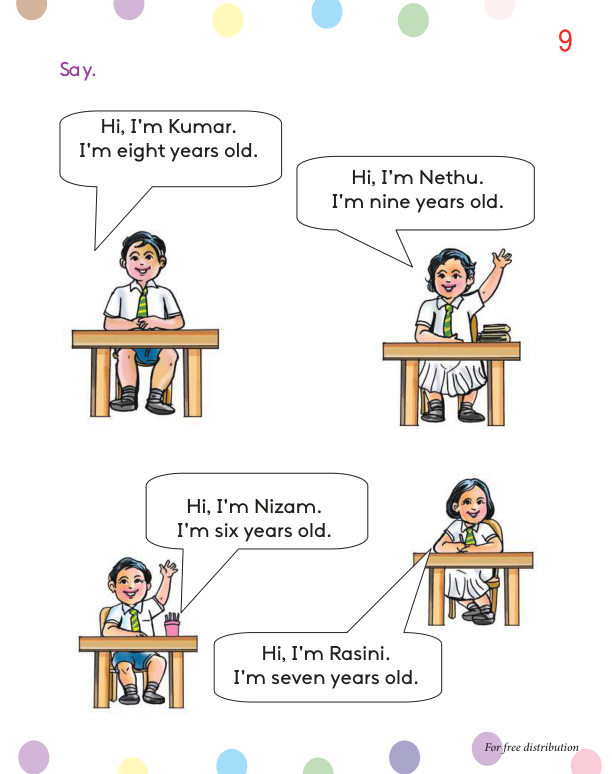 9
Say.
Hi, I'm Kumar.
I'm eight years old.
Hi, I'm Nethu.
I'm nine years old.
Hi, I'm Nizam.
I'm six years old.
Hi, I'm Rasini.
I'm seven years old.
For free distribution